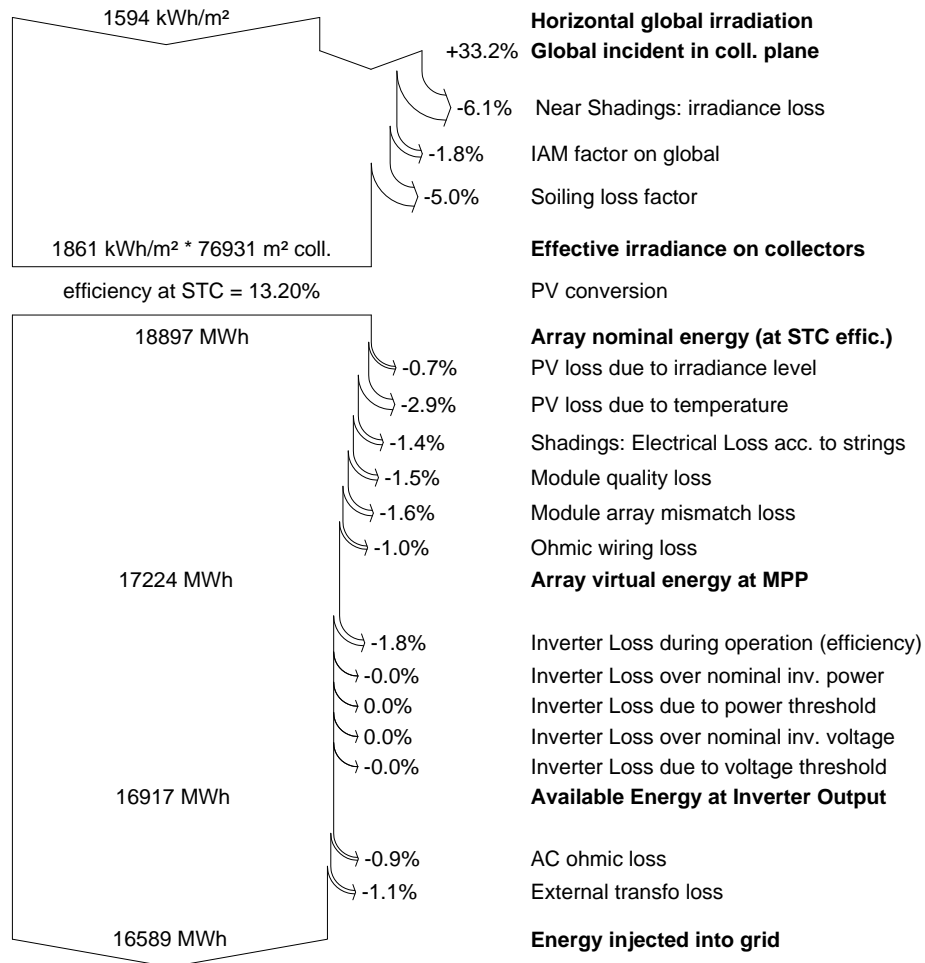 1594 kWh/m² Horizontal global irradiation
+33.2% Global incident in coll. plane
-6.1% Near Shadings: irradiance loss
-1.8% IAM factor on global
-5.0% Soiling loss factor
1861 kWh/m² * 76931 m² coll. Effective irradiance on collectors
efficiency at STC = 13.20% PV conversion
18897 MWh Array nominal energy (at STC effic.)
-0.7% PV loss due to irradiance level
-2.9% PV loss due to temperature
-1.4% Shadings: Electrical Loss acc. to strings
-1.5% Module quality loss
-1.6% Module array mismatch loss
-1.0% Ohmic wiring loss
17224 MWh Array virtual energy at MPP
-1.8% Inverter Loss during operation (efficiency)
-0.0% Inverter Loss over nominal inv. power
0.0% Inverter Loss due to power threshold
0.0% Inverter Loss over nominal inv. voltage
-0.0% Inverter Loss due to voltage threshold
16917 MWh Available Energy at Inverter Output
-0.9% AC ohmic loss
-1.1% External transfo loss
16589 MWh Energy injected into grid